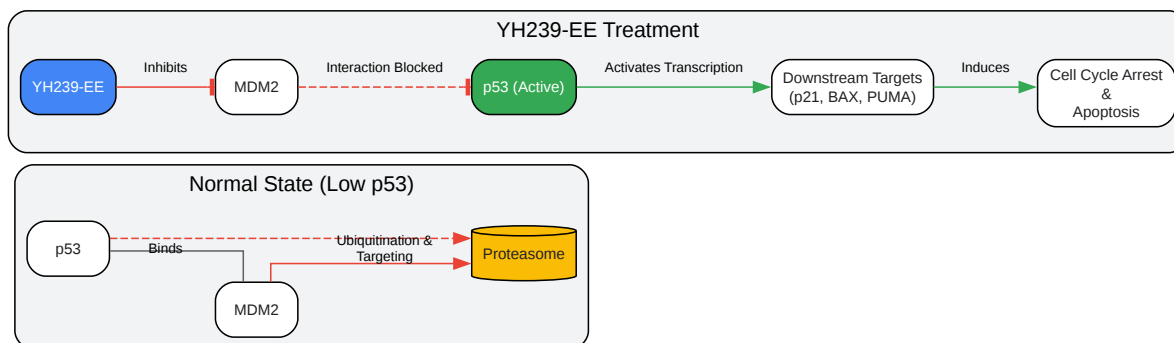 YH239-EE Treatment
YH239-EE
Inhibits
MDM2
Interaction Blocked
p53 (Active)
Activates Transcription
Downstream Targets
(p21, BAX, PUMA)
Induces
Cell Cycle Arrest
&
Apoptosis
Normal State (Low p53)
p53
Binds
Ubiquitination &
Targeting
Proteasome
MDM2